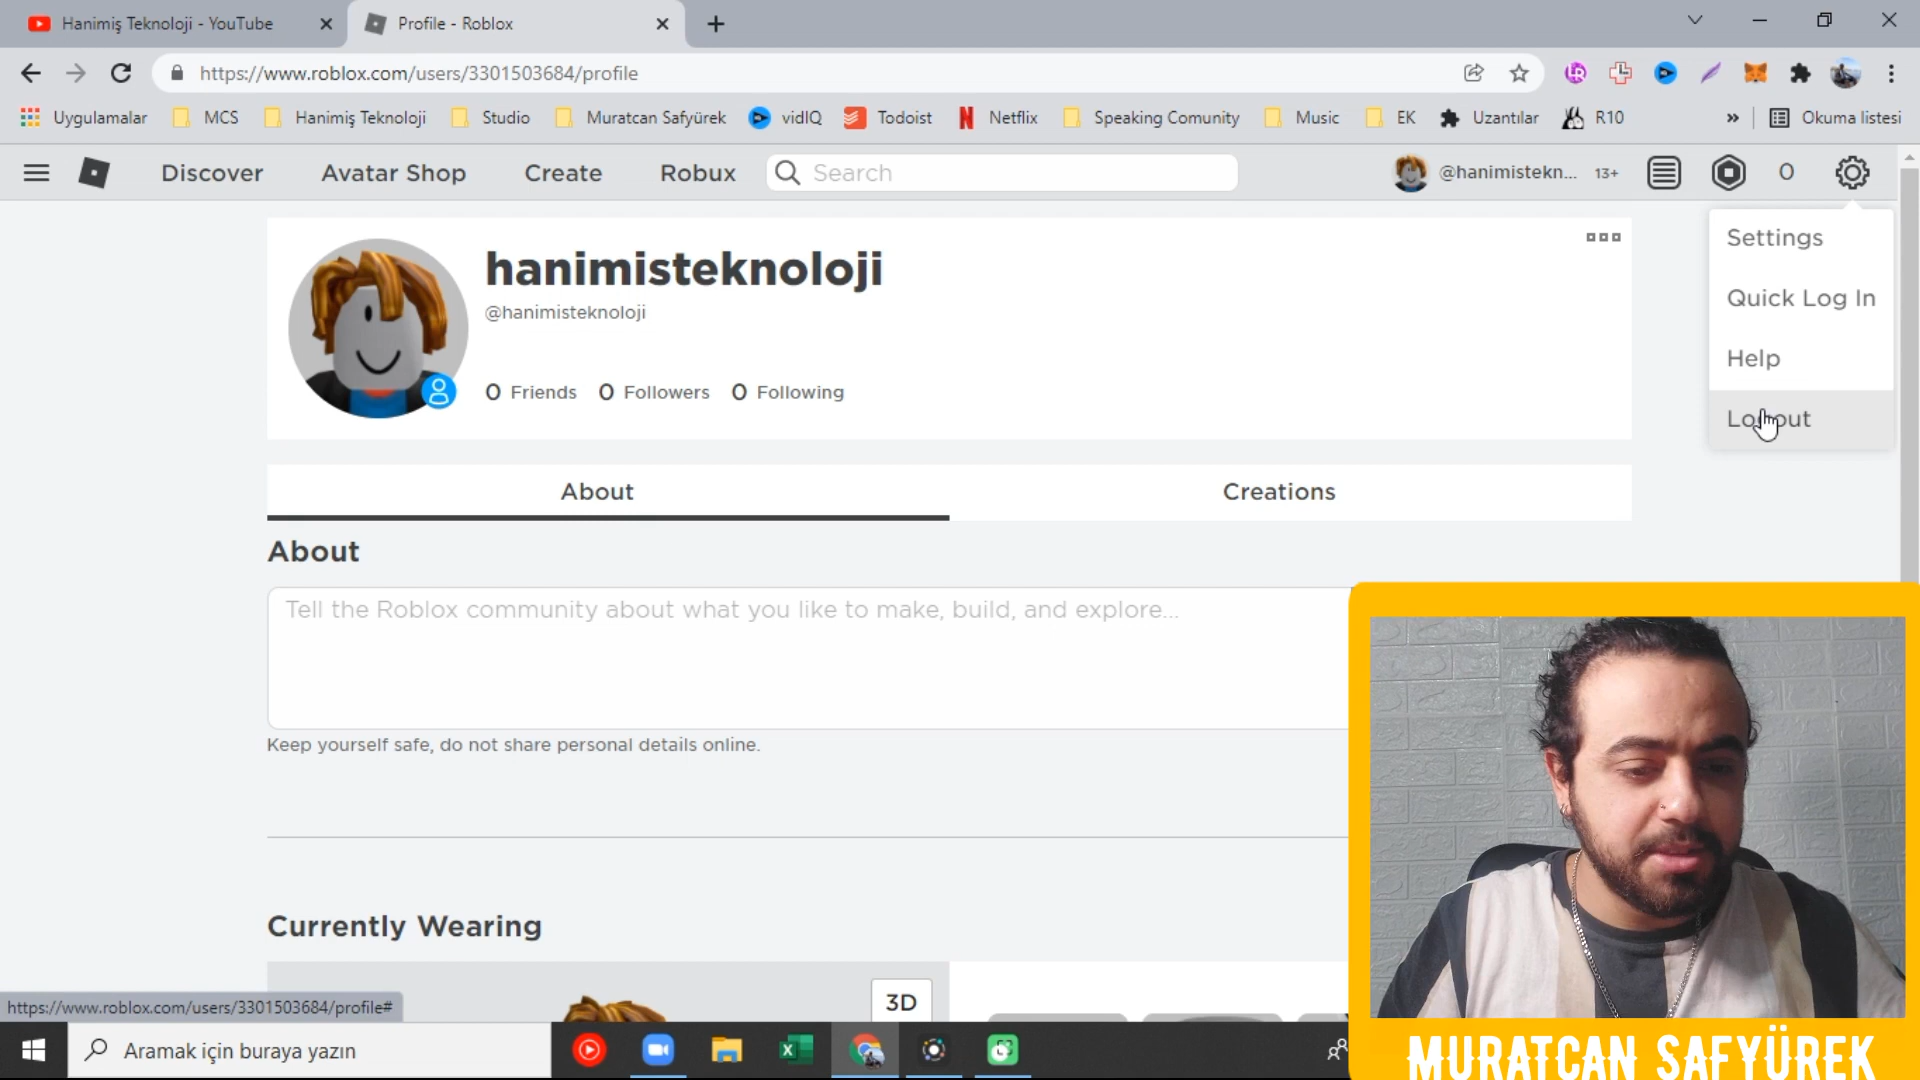 Hanimiş Teknoloji - YouTube
Profile - Roblox
https://www.roblox.com/users/3301503684/profile
Uygulamalar
MCS
Hanimiş Teknoloji
Studio
Muratcan Safyürek
vidIQ
Todoist
Netflix
Speaking Comunity
Music
EK
Uzantılar
R10
»
Okuma listesi
Discover
Avatar Shop
Create
Robux
Search
@hanimistekn...
13+
0
Settings
Quick Log In
Help
Logout
hanimisteknoloji
@hanimisteknoloji
0 Friends
0 Followers
0 Following
About
Creations
About
Tell the Roblox community about what you like to make, build, and explore...
Keep yourself safe, do not share personal details online.
Currently Wearing
3D
https://www.roblox.com/users/3301503684/profile#
Aramak için buraya yazın
MURATCAN SAFYÜREK